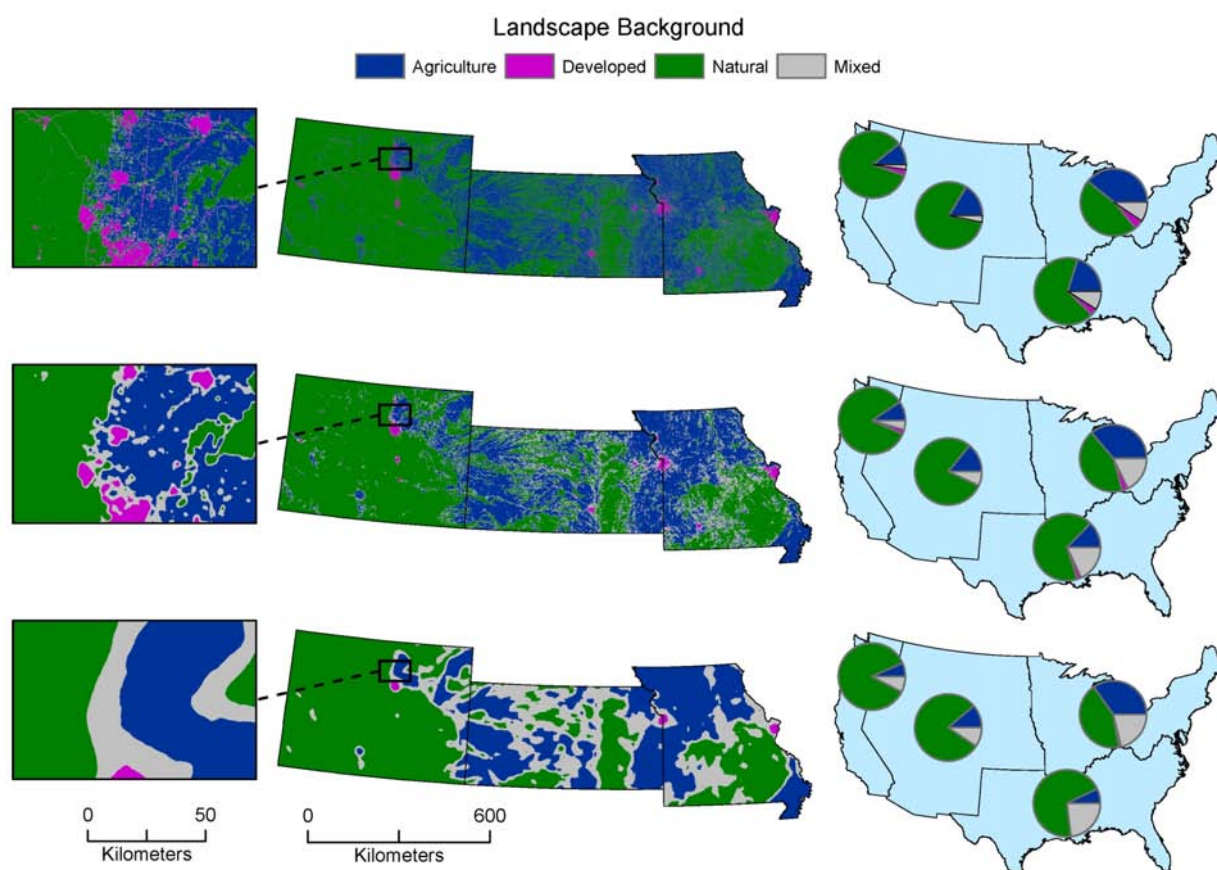 Landscape Background
Agriculture Developed Natural Mixed
0 50
Kilometers
0 600
Kilometers